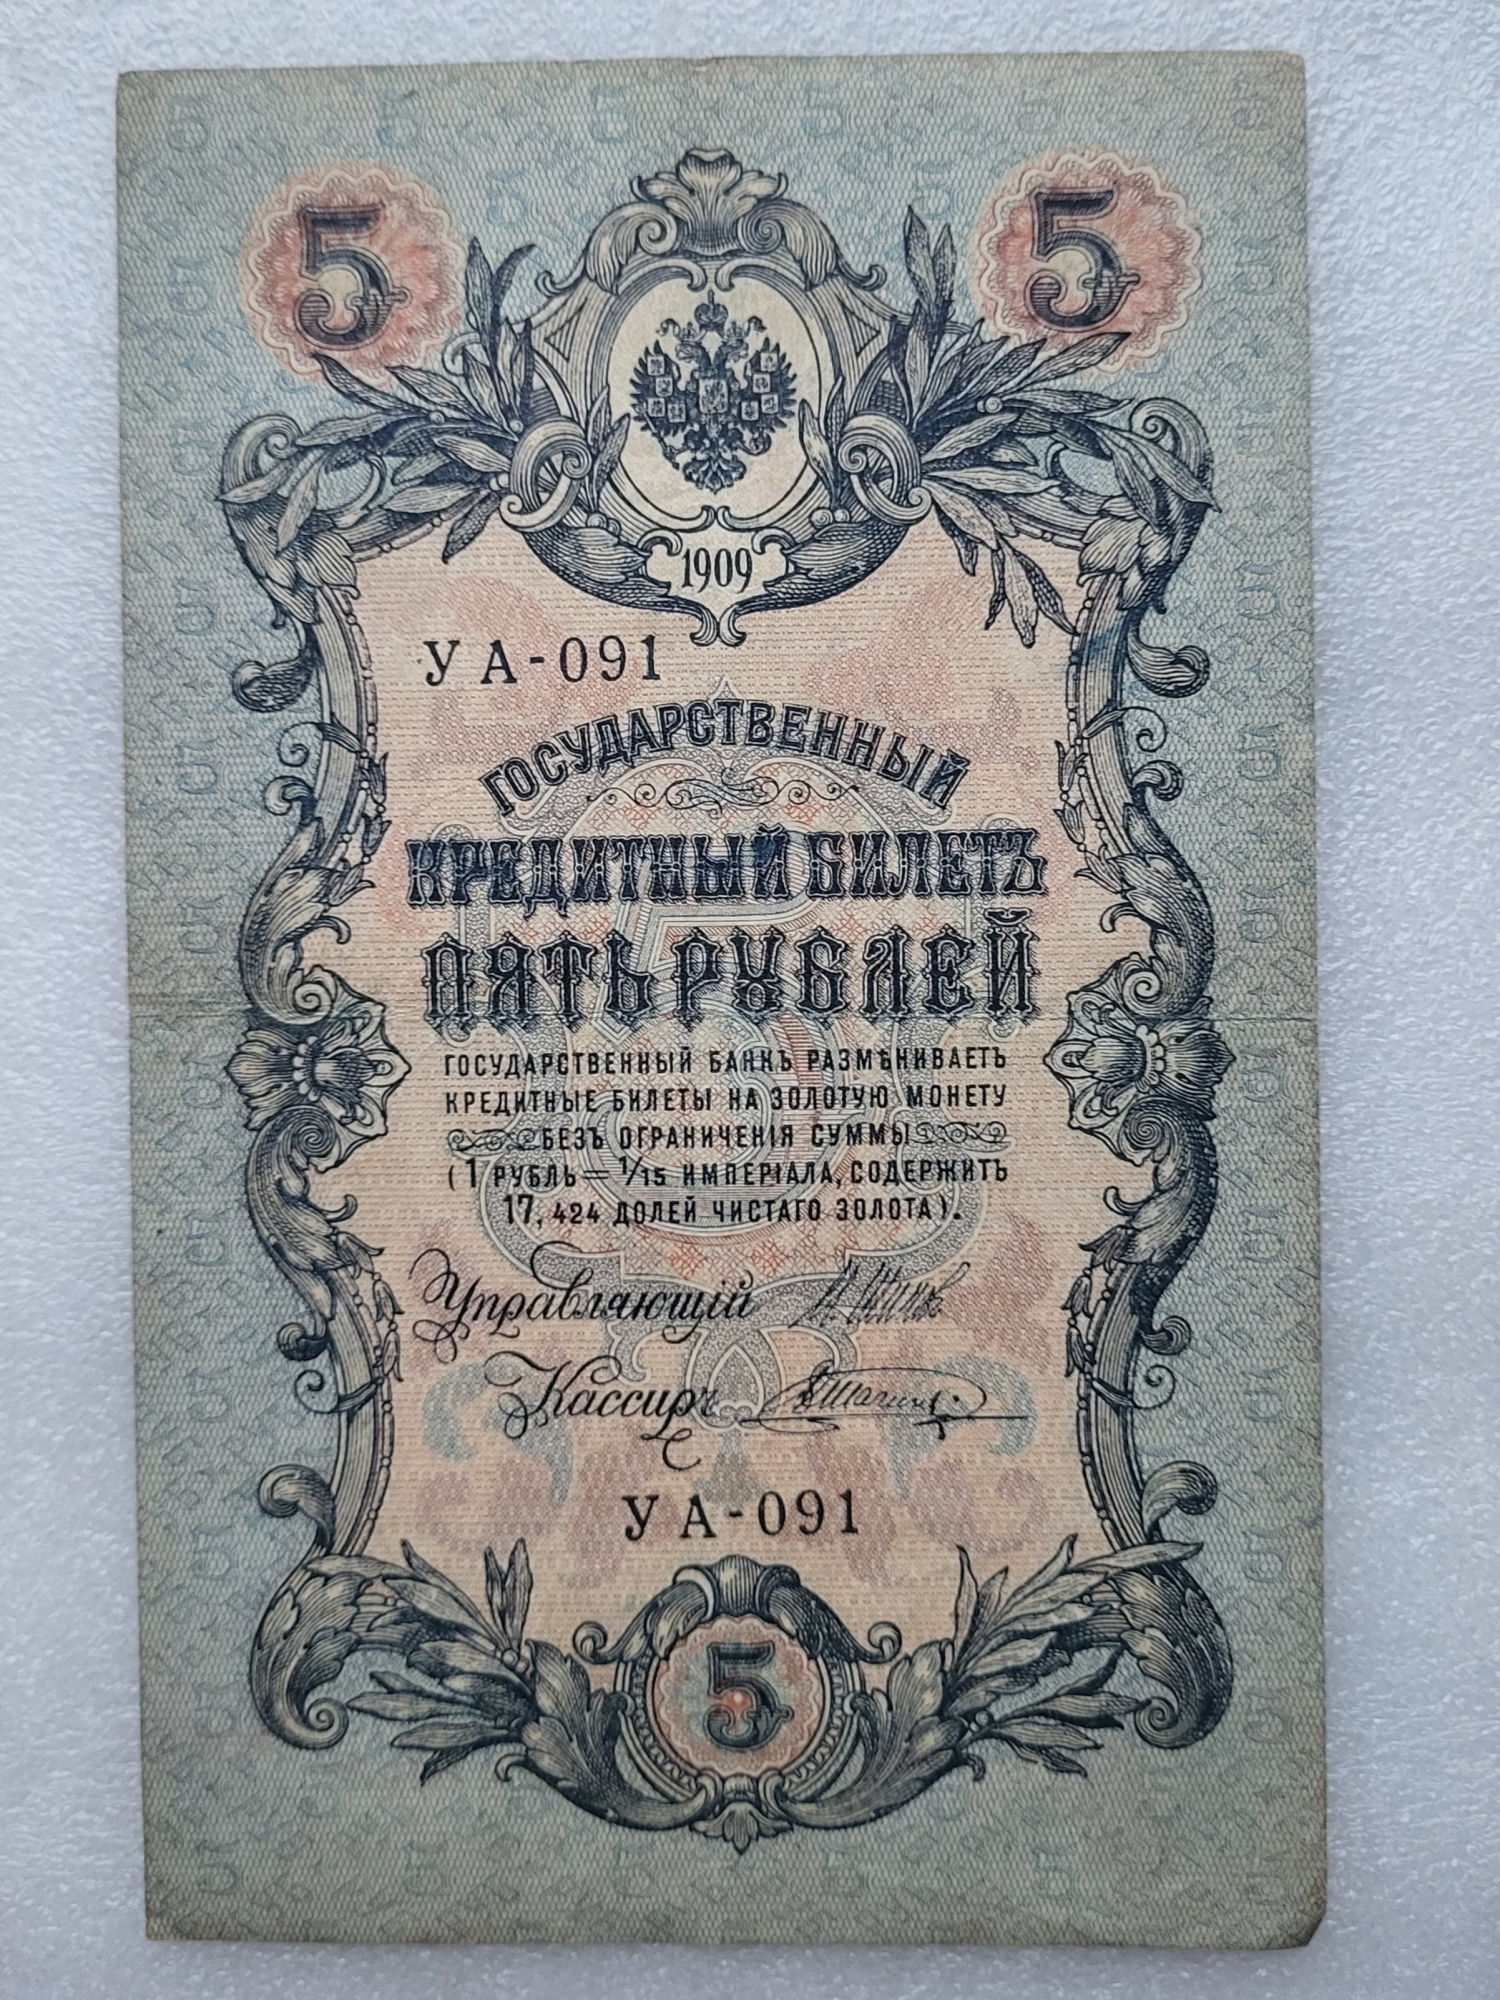 5 5
1909
УА-091
ГОСУДАРСТВЕННЫЙ
КРЕДИТНЫЙ БИЛЕТЪ
ПЯТЬ РУБЛЕЙ
ГОСУДАРСТВЕННЫЙ БАНКЪ РАЗМѢНИВАЕТЪ
КРЕДИТНЫЕ БИЛЕТЫ НА ЗОЛОТУЮ МОНЕТУ
БЕЗЪ ОГРАНИЧЕНІЯ СУММЫ
(1 РУБЛЬ = 1/15 ИМПЕРІАЛА, СОДЕРЖИТЪ
17,424 ДОЛЕЙ ЧИСТАГО ЗОЛОТА).
Управляющій
Кассиръ
УА-091
5